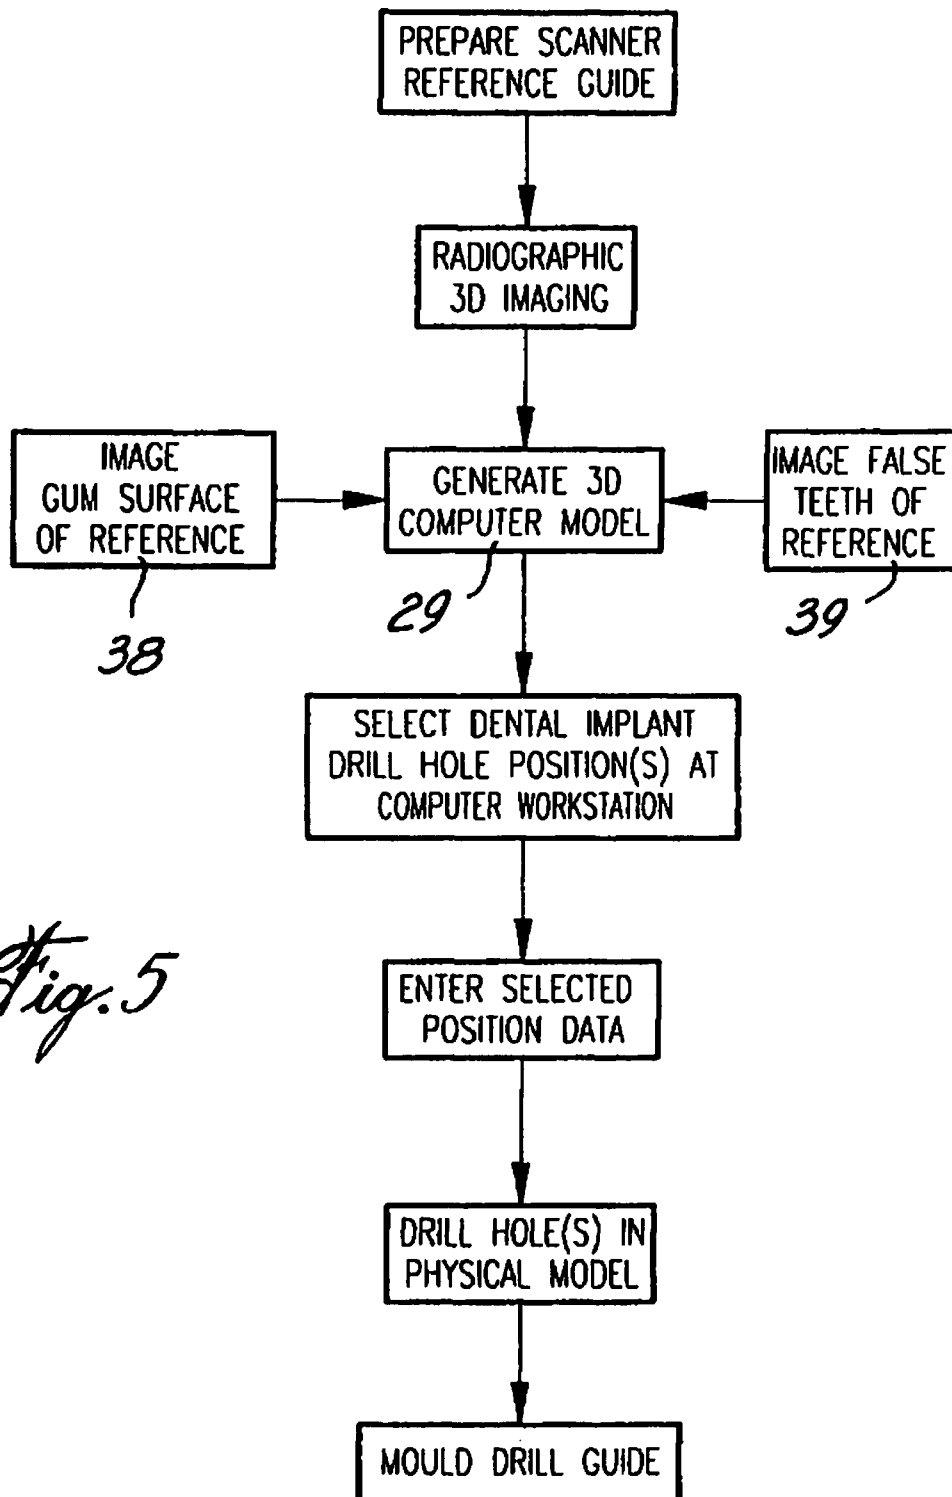 PREPARE SCANNER
REFERENCE GUIDE
RADIOGRAPHIC
3D IMAGING
IMAGE
GUM SURFACE
OF REFERENCE
38
GENERATE 3D
COMPUTER MODEL
29
IMAGE FALSE
TEETH OF
REFERENCE
39
SELECT DENTAL IMPLANT
DRILL HOLE POSITION(S) AT
COMPUTER WORKSTATION
Fig. 5
ENTER SELECTED
POSITION DATA
DRILL HOLE(S) IN
PHYSICAL MODEL
MOULD DRILL GUIDE